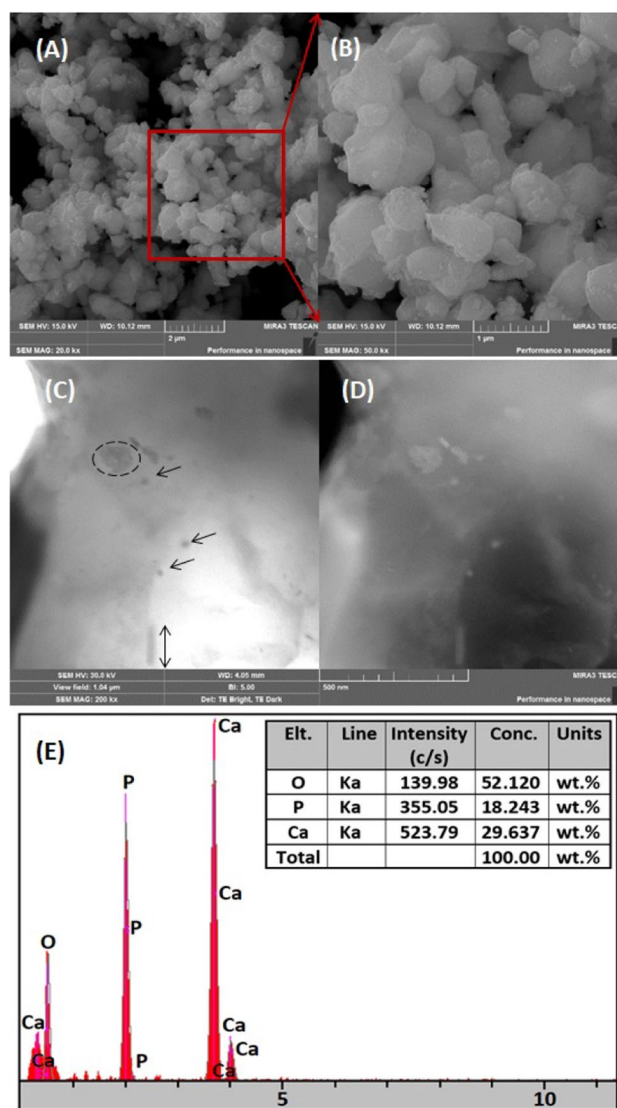 (A)
(B)
SEM HV: 15.0 kV WD: 10.12 mm MIRA3 TESCAN
2 µm
SEM MAG: 20.0 kx Performance in nanospace
SEM HV: 15.0 kV WD: 10.12 mm MIRA3 TESCAN
1 µm
SEM MAG: 50.0 kx Performance in nanospace
(C)
(D)
SEM HV: 30.0 kV WD: 4.05 mm MIRA3 TESCAN
View field: 1.04 µm BI: 5.00 500 nm
SEM MAG: 200 kx Det: TE Bright, TE Dark Performance in nanospace
(E)
Elt. Line Intensity (c/s) Conc. Units
O Ka 139.98 52.120 wt.%
P Ka 355.05 18.243 wt.%
Ca Ka 523.79 29.637 wt.%
Total 100.00 wt.%
Ca
P
Ca
P
O
Ca
Ca
P
Ca
Ca
Ca
5 10